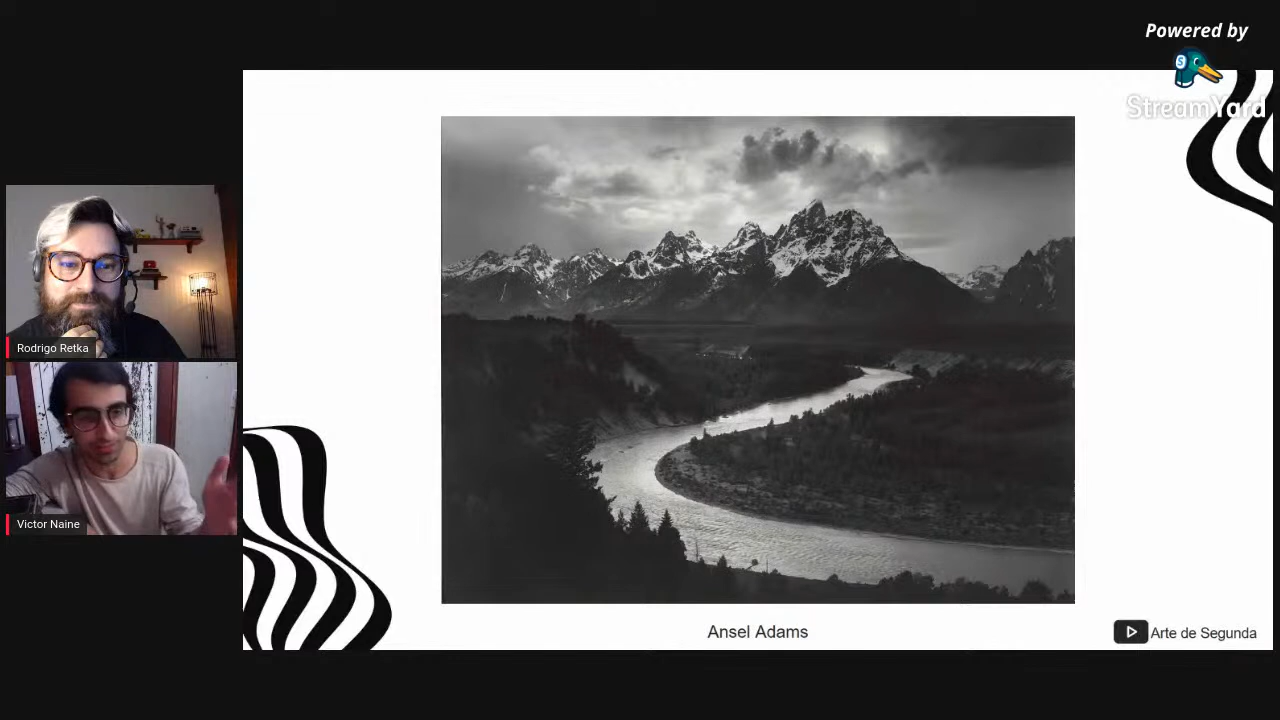 Powered by
StreamYard
Rodrigo Retka
Victor Naine
Ansel Adams
Arte de Segunda